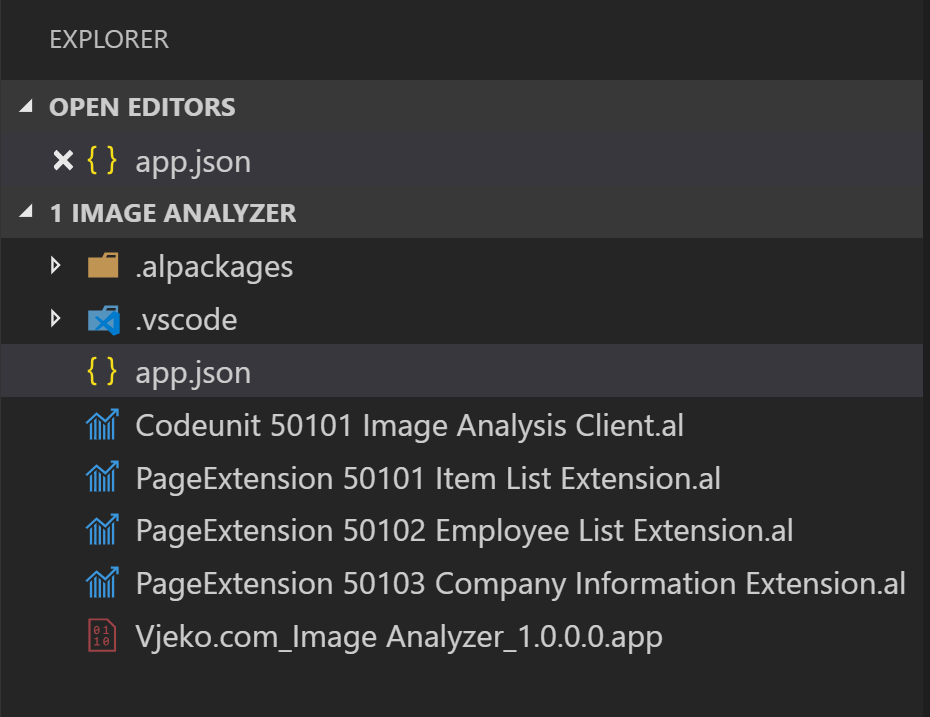 EXPLORER
OPEN EDITORS
{ } app.json
1 IMAGE ANALYZER
.alpackages
.vscode
{ } app.json
Codeunit 50101 Image Analysis Client.al
PageExtension 50101 Item List Extension.al
PageExtension 50102 Employee List Extension.al
PageExtension 50103 Company Information Extension.al
Vjeko.com_Image Analyzer_1.0.0.0.app